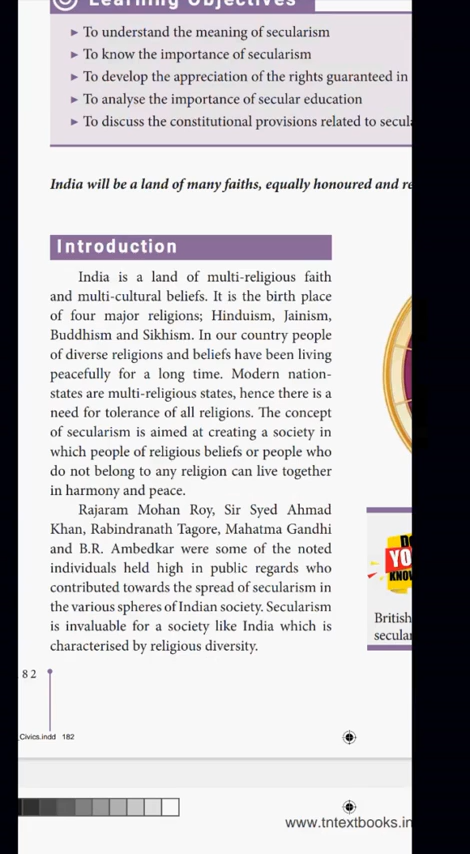 Learning Objectives
► To understand the meaning of secularism
► To know the importance of secularism
► To develop the appreciation of the rights guaranteed in
► To analyse the importance of secular education
► To discuss the constitutional provisions related to
India will be a land of many faiths, equally honoured and
Introduction
India is a land of multi-religious faith
and multi-cultural beliefs. It is the birth place
of four major religions; Hinduism, Jainism,
Buddhism and Sikhism. In our country people
of diverse religions and beliefs have been living
peacefully for a long time. Modern nation-
states are multi-religious states, hence there is a
need for tolerance of all religions. The concept
of secularism is aimed at creating a society in
which people of religious beliefs or people who
do not belong to any religion can live together
in harmony and peace.
Rajaram Mohan Roy, Sir Syed Ahmad
Khan, Rabindranath Tagore, Mahatma Gandhi
and B.R. Ambedkar were some of the noted
individuals held high in public regards who
contributed towards the spread of secularism in
the various spheres of Indian society. Secularism
is invaluable for a society like India which is
characterised by religious diversity.
British
82
Civics.indd 182
www.tntextbooks.in